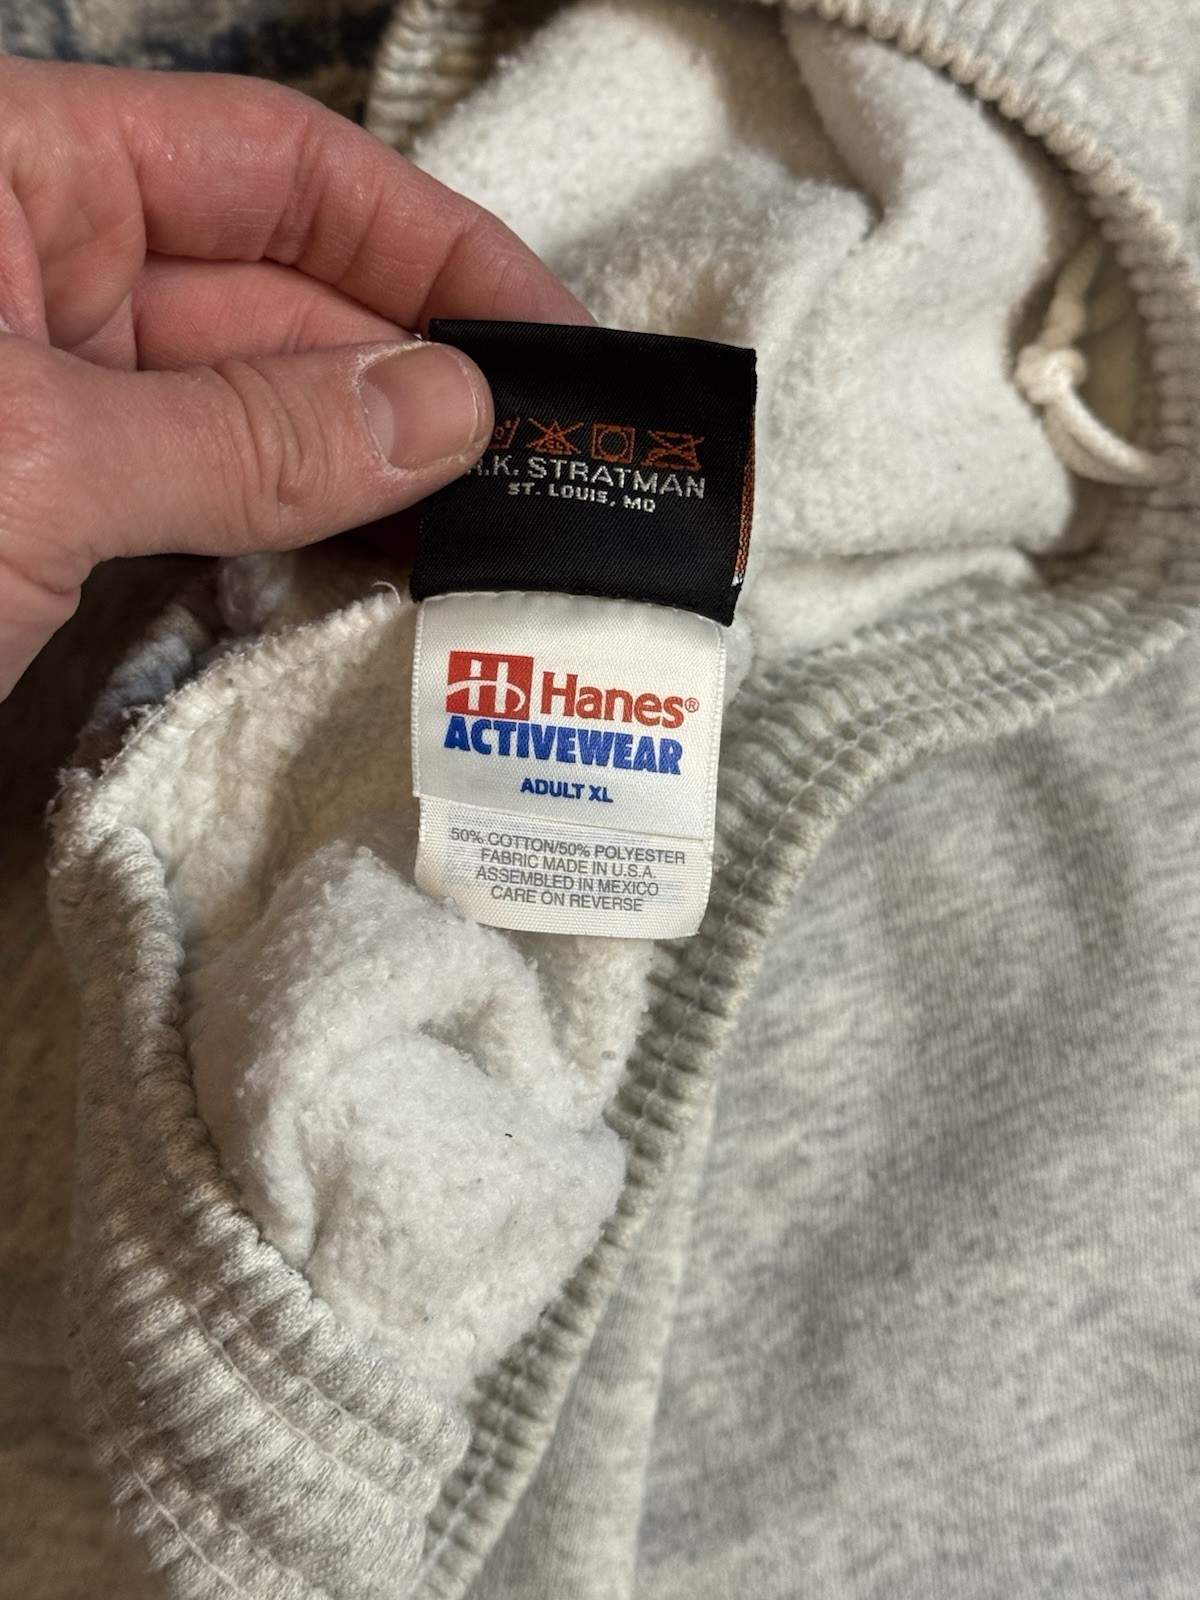 R.K. STRATMAN
ST. LOUIS, MO
Hanes®
ACTIVEWEAR
ADULT XL
50% COTTON/50% POLYESTER
FABRIC MADE IN U.S.A.
ASSEMBLED IN MEXICO
CARE ON REVERSE